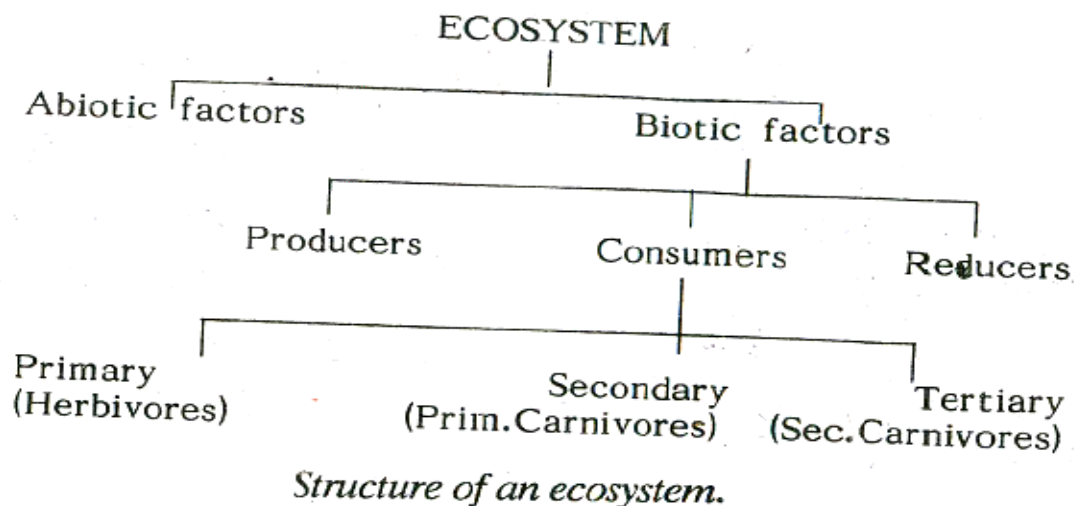 ECOSYSTEM
Abiotic factors
Biotic factors
Producers
Consumers
Reducers
Primary
(Herbivores)
Secondary
(Prim.Carnivores)
Tertiary
(Sec.Carnivores)
Structure of an ecosystem.